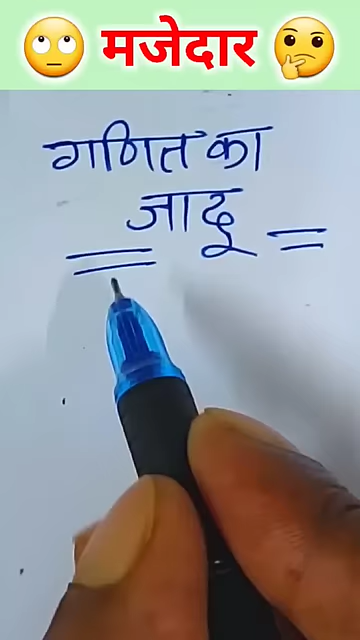 🙄 मजेदार 🤔
गणित का
जादू =